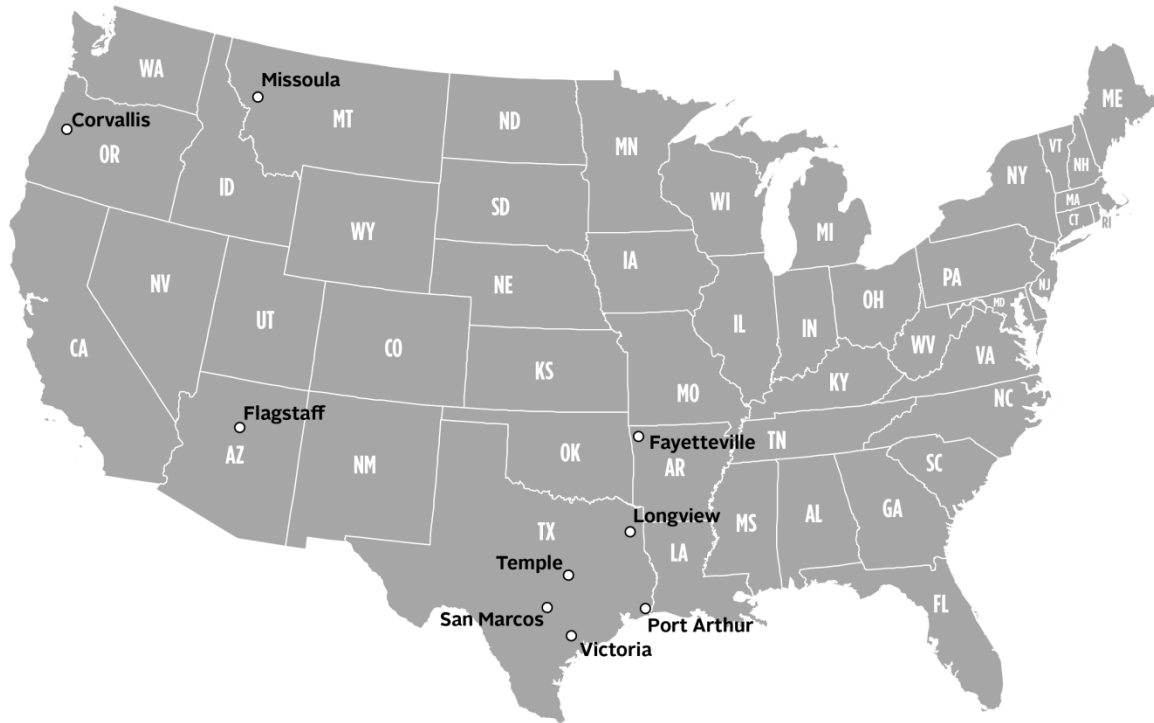 Missoula
WA
ME
Corvallis
MT
ND
OR
MN
VT
NH
NY
ID
SD
WI
MA
CT
RI
WY
MI
IA
PA
NE
NV
OH
NJ
UT
IL
IN
MD
CO
WV
CA
VA
KS
KY
MO
NC
Flagstaff
Fayetteville
TN
AZ
OK
NM
AR
SC
Longview
GA
MS
AL
TX
LA
Temple
FL
San Marcos
Port Arthur
Victoria